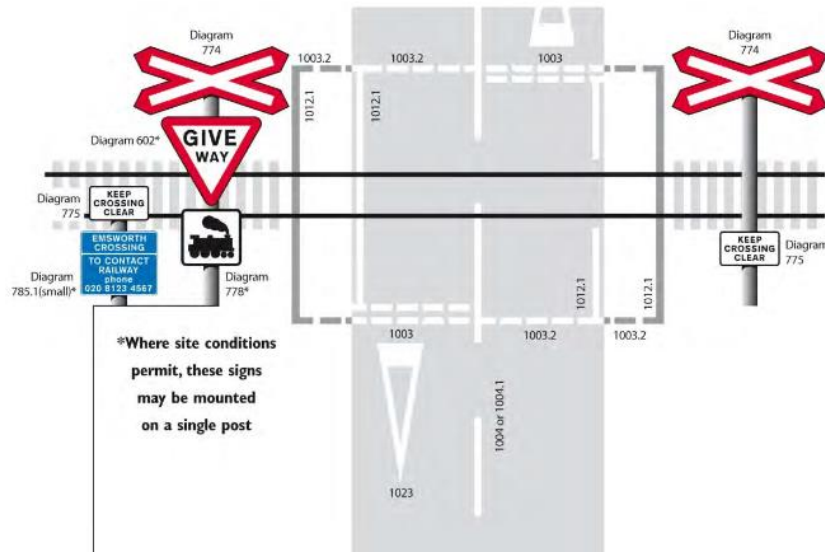 Diagram
774
1003.2
1003.2
1003
Diagram
774
1012.1
1012.1
Diagram 602*
GIVE
WAY
Diagram
775
KEEP
CROSSING
CLEAR
EMSWORTH
CROSSING
TO CONTACT
RAILWAY
phone
020 8123 4567
Diagram
785.1(small)*
Diagram
778*
KEEP
CROSSING
CLEAR
Diagram
775
1012.1
1012.1
1003
1003.2
1003.2
*Where site conditions
permit, these signs
may be mounted
on a single post
1004 or 1004.1
1023